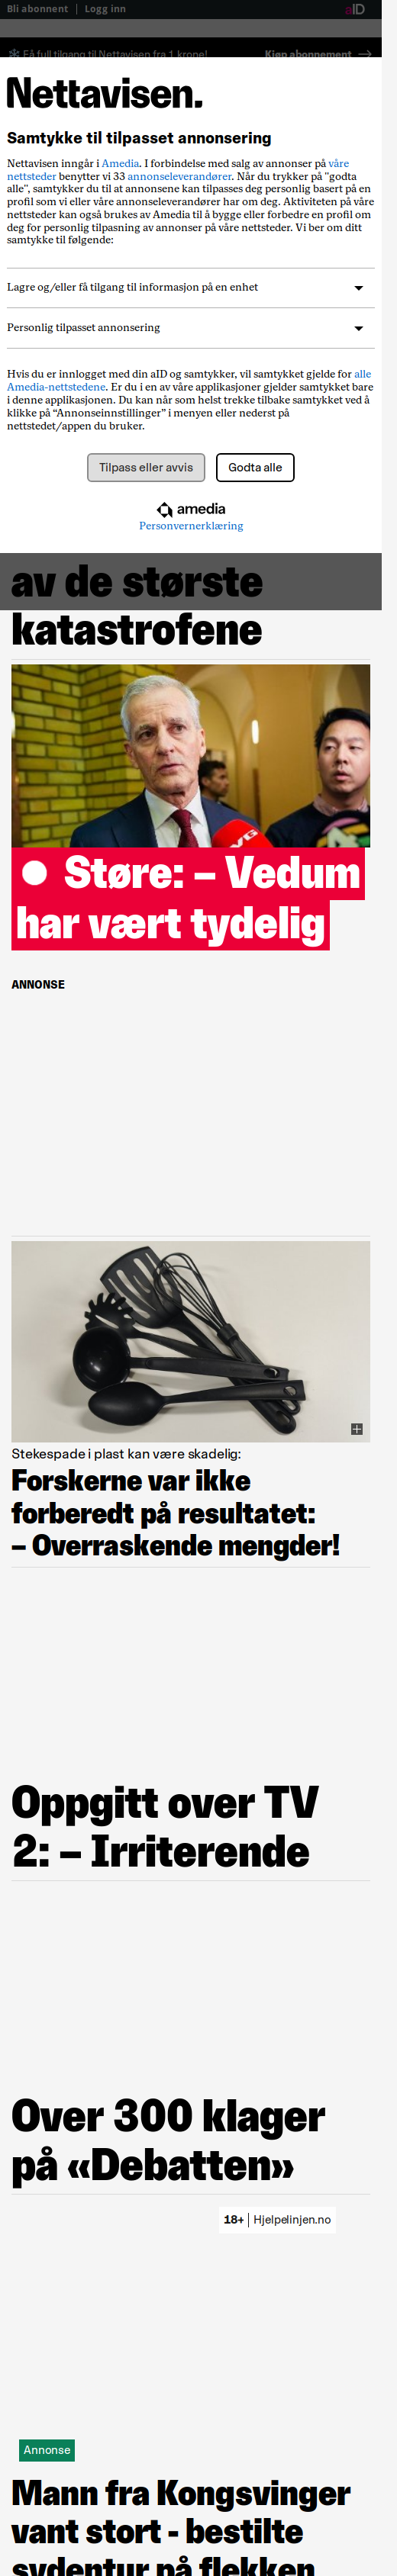 Bli abonnent | Logg inn
aID
Få full tilgang til Nettavisen fra 1 krone!
Kjøp abonnement →
Nettavisen.
Samtykke til tilpasset annonsering
Nettavisen inngår i Amedia. I forbindelse med salg av annonser på våre
nettsteder benytter vi 33 annonseleverandører. Når du trykker på "godta
alle", samtykker du til at annonsene kan tilpasses deg personlig basert på en
profil som vi eller våre annonseleverandører har om deg. Aktiviteten på våre
nettsteder kan også brukes av Amedia til å bygge eller forbedre en profil om
deg for personlig tilpasning av annonser på våre nettsteder. Vi ber om ditt
samtykke til følgende:
Lagre og/eller få tilgang til informasjon på en enhet
Personlig tilpasset annonsering
Hvis du er innlogget med din aID og samtykker, vil samtykket gjelde for alle
Amedia-nettstedene. Er du i en av våre applikasjoner gjelder samtykket bare
i denne applikasjonen. Du kan når som helst trekke tilbake samtykket ved å
klikke på “Annonseinnstillinger” i menyen eller nederst på
nettstedet/appen du bruker.
Tilpass eller avvis
Godta alle
amedia
Personvernerklæring
av de største
katastrofene
VG
Støre: – Vedum
har vært tydelig
ANNONSE
Stekespade i plast kan være skadelig:
Forskerne var ikke
forberedt på resultatet:
– Overraskende mengder!
Oppgitt over TV
2: – Irriterende
Over 300 klager
på «Debatten»
18+ | Hjelpelinjen.no
Annonse
Mann fra Kongsvinger
vant stort - bestilte
sydentur på flekken